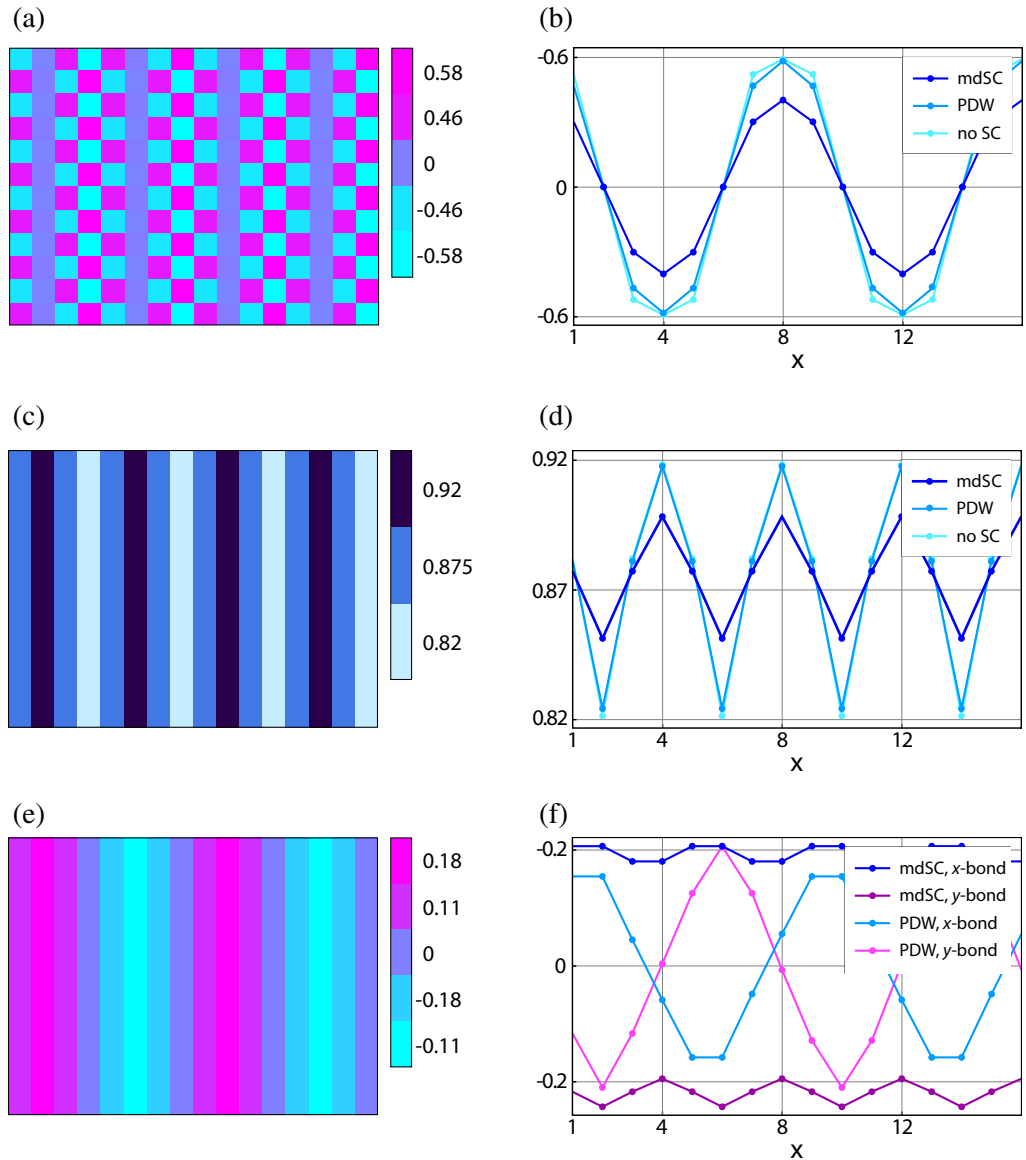 (a)
0.58
0.46
0
-0.46
-0.58
(b)
-0.6
0
-0.6
1
4
8
12
x
mdSC
PDW
no SC
(c)
0.92
0.875
0.82
(d)
0.92
0.87
0.82
1
4
8
12
x
mdSC
PDW
no SC
(e)
0.18
0.11
0
-0.18
-0.11
(f)
-0.2
0
-0.2
1
4
8
12
x
mdSC, x-bond
mdSC, y-bond
PDW, x-bond
PDW, y-bond